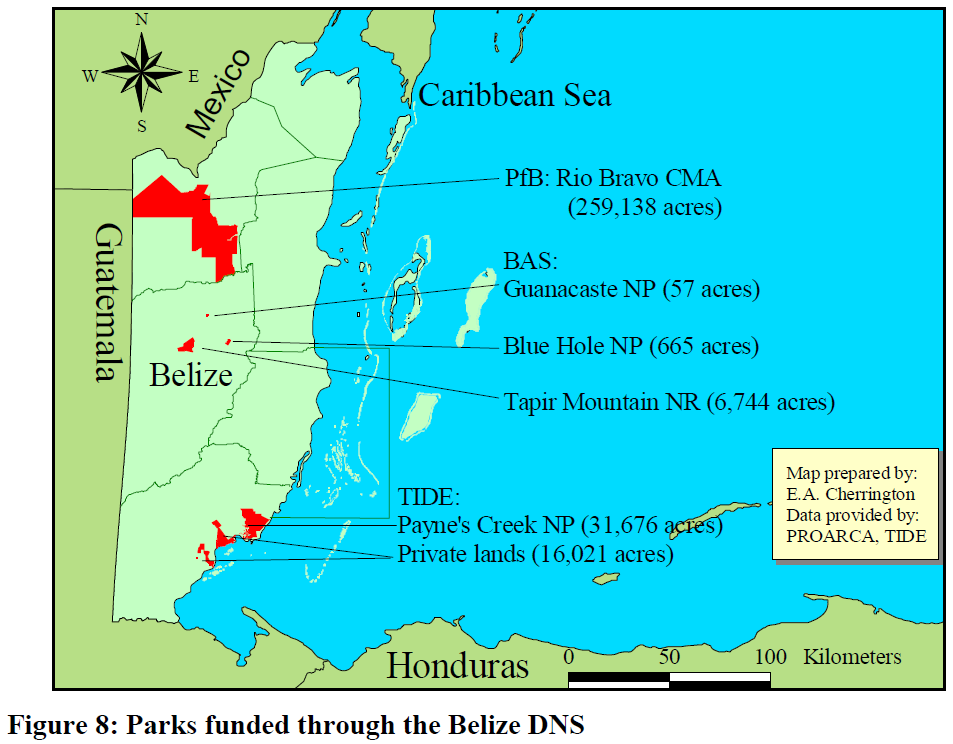 N
W
E
S
Mexico
Caribbean Sea
PfB: Rio Bravo CMA
(259,138 acres)
Guatemala
BAS:
Guanacaste NP (57 acres)
Blue Hole NP (665 acres)
Belize
Tapir Mountain NR (6,744 acres)
Map prepared by:
E.A. Cherrington
Data provided by:
PROARCA, TIDE
TIDE:
Payne's Creek NP (31,676 acres)
Private lands (16,021 acres)
Honduras
0 50 100 Kilometers
Figure 8: Parks funded through the Belize DNS